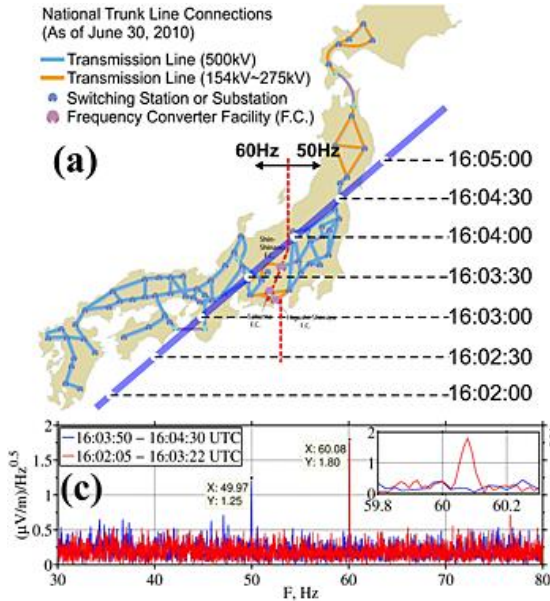 National Trunk Line Connections
(As of June 30, 2010)
Transmission Line (500kV)
Transmission Line (154kV~275kV)
Switching Station or Substation
Frequency Converter Facility (F.C.)
(a)
60Hz 50Hz
16:05:00
16:04:30
16:04:00
Shin-
Shinano
F.C.
16:03:30
F.C. F.C.
16:03:00
16:02:30
16:02:00
(c)
16:03:50 – 16:04:30 UTC
16:02:05 – 16:03:22 UTC
X: 49.97
Y: 1.25
X: 60.08
Y: 1.80
2
1
0
59.8 60 60.2
(µV/m)/Hz^0.5
2
1.5
1
0.5
0
30 40 50 60 70 80
F, Hz